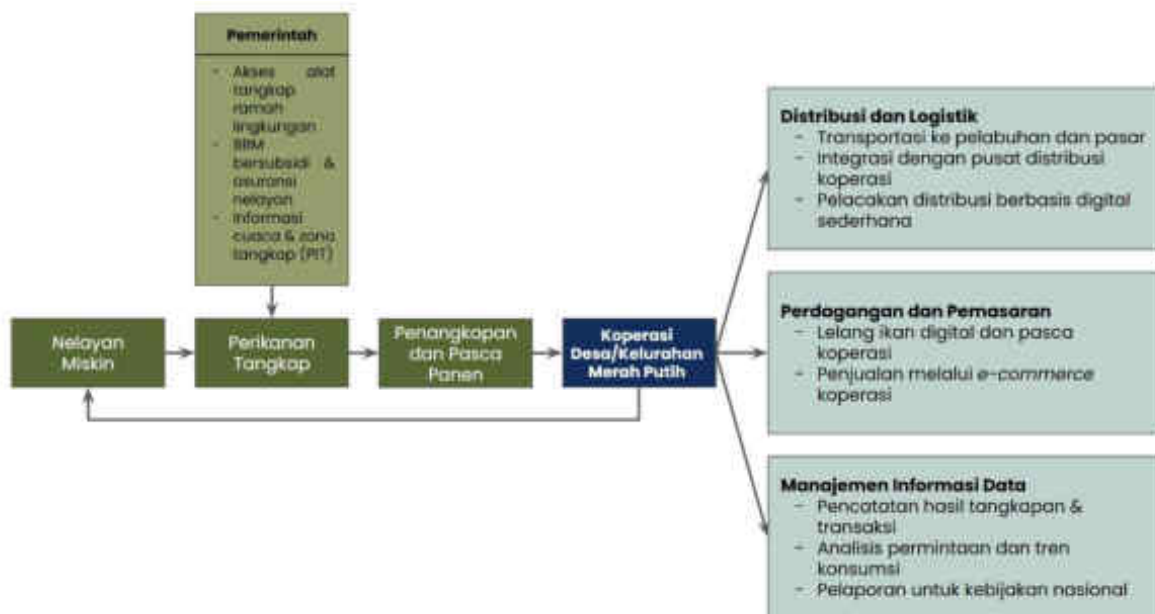 Pemerintah
- Akses alat
tangkap
ramah
lingkungan
- BBM
bersubsidi &
asuransi
nelayan
- Informasi
cuaca & zona
tangkap (PIT)
Nelayan
Miskin
Perikanan
Tangkap
Penangkapan
dan Pasca
Panen
Koperasi
Desa/Kelurahan
Merah Putih
Distribusi dan Logistik
- Transportasi ke pelabuhan dan pasar
- Integrasi dengan pusat distribusi
koperasi
- Pelacakan distribusi berbasis digital
sederhana
Perdagangan dan Pemasaran
- Lelang ikan digital dan pasca
koperasi
- Penjualan melalui e-commerce
koperasi
Manajemen Informasi Data
- Pencatatan hasil tangkapan &
transaksi
- Analisis permintaan dan tren
konsumsi
- Pelaporan untuk kebijakan nasional